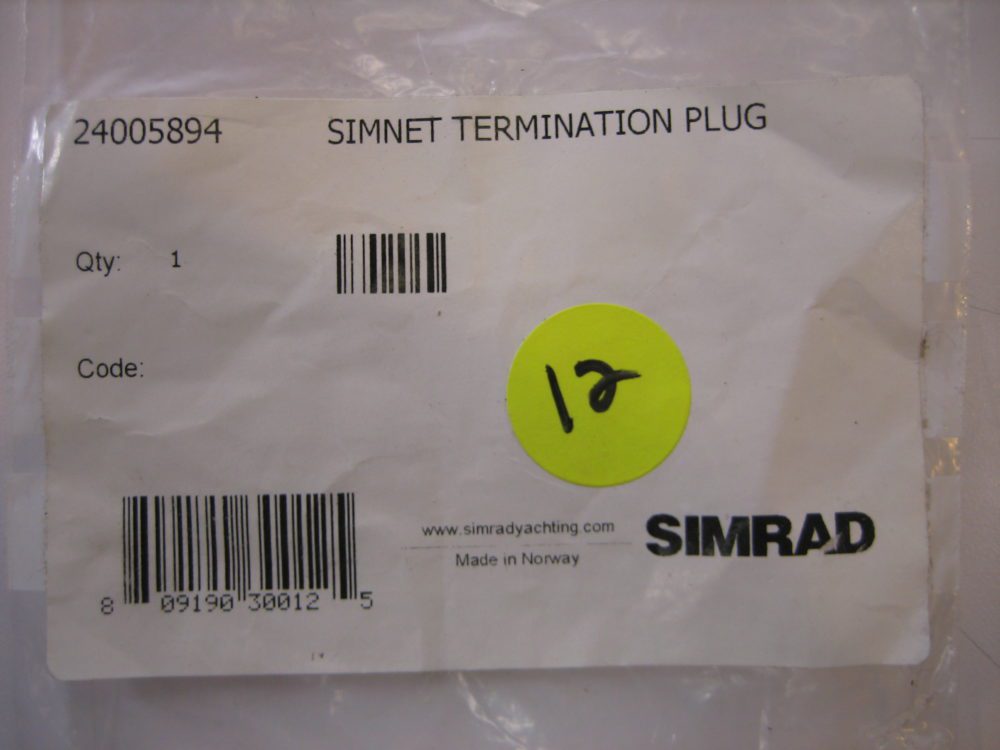 24005894 SIMNET TERMINATION PLUG
Qty: 1
12
Code:
www.simradyachting.com
SIMRAD
Made in Norway
8 09190 30012 5